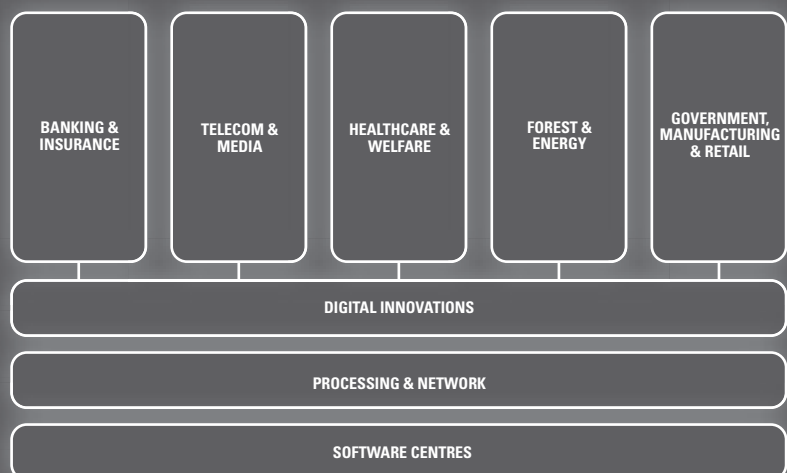 BANKING &
INSURANCE
TELECOM &
MEDIA
HEALTHCARE &
WELFARE
FOREST &
ENERGY
GOVERNMENT,
MANUFACTURING
& RETAIL
DIGITAL INNOVATIONS
PROCESSING & NETWORK
SOFTWARE CENTRES